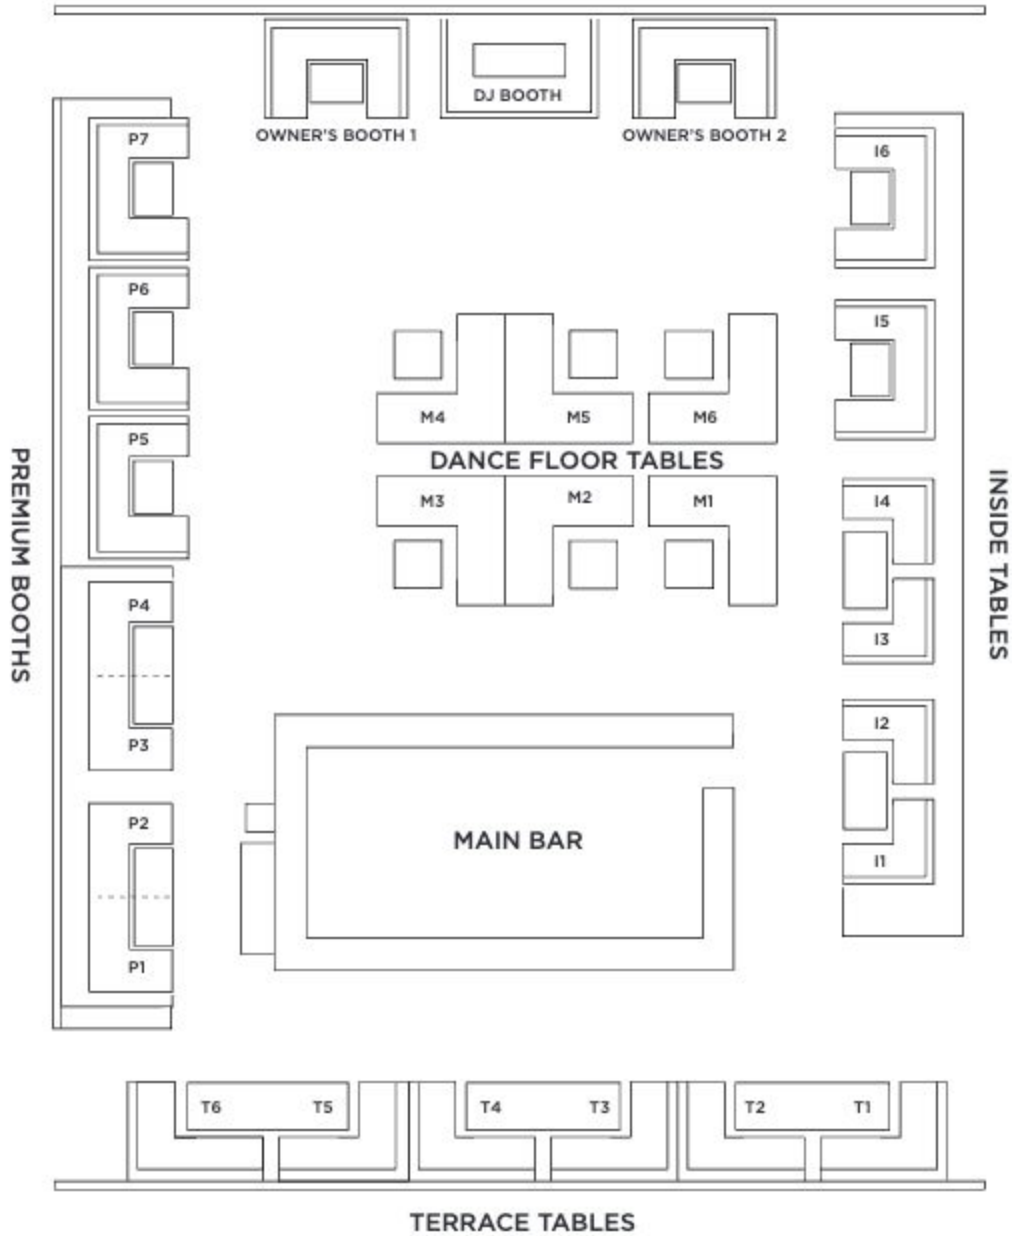 DJ BOOTH
OWNER'S BOOTH 1
OWNER'S BOOTH 2
P7
I6
P6
I5
M4
M5
M6
P5
DANCE FLOOR TABLES
PREMIUM BOOTHS
INSIDE TABLES
M3
M2
M1
I4
P4
I3
P3
I2
P2
MAIN BAR
I1
P1
T6
T5
T4
T3
T2
T1
TERRACE TABLES